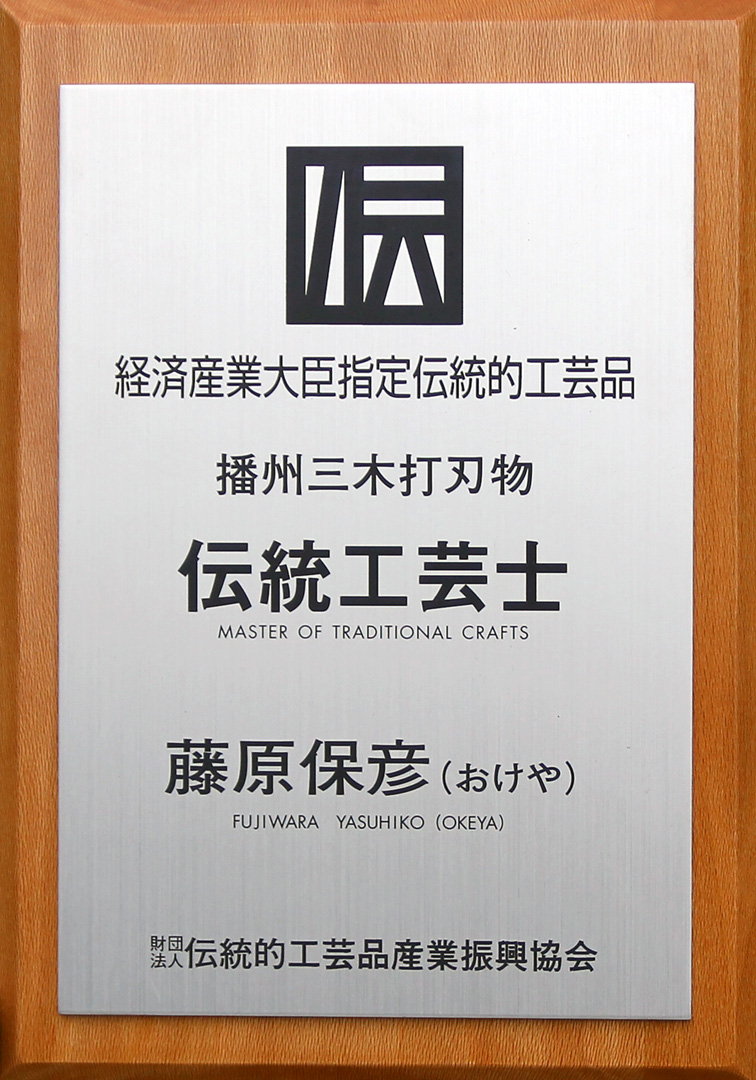 伝
経済産業大臣指定伝統的工芸品
播州三木打刃物
伝統工芸士
MASTER OF TRADITIONAL CRAFTS
藤原保彦(おけや)
FUJIWARA YASUHIKO (OKEYA)
財団法人伝統的工芸品産業振興協会